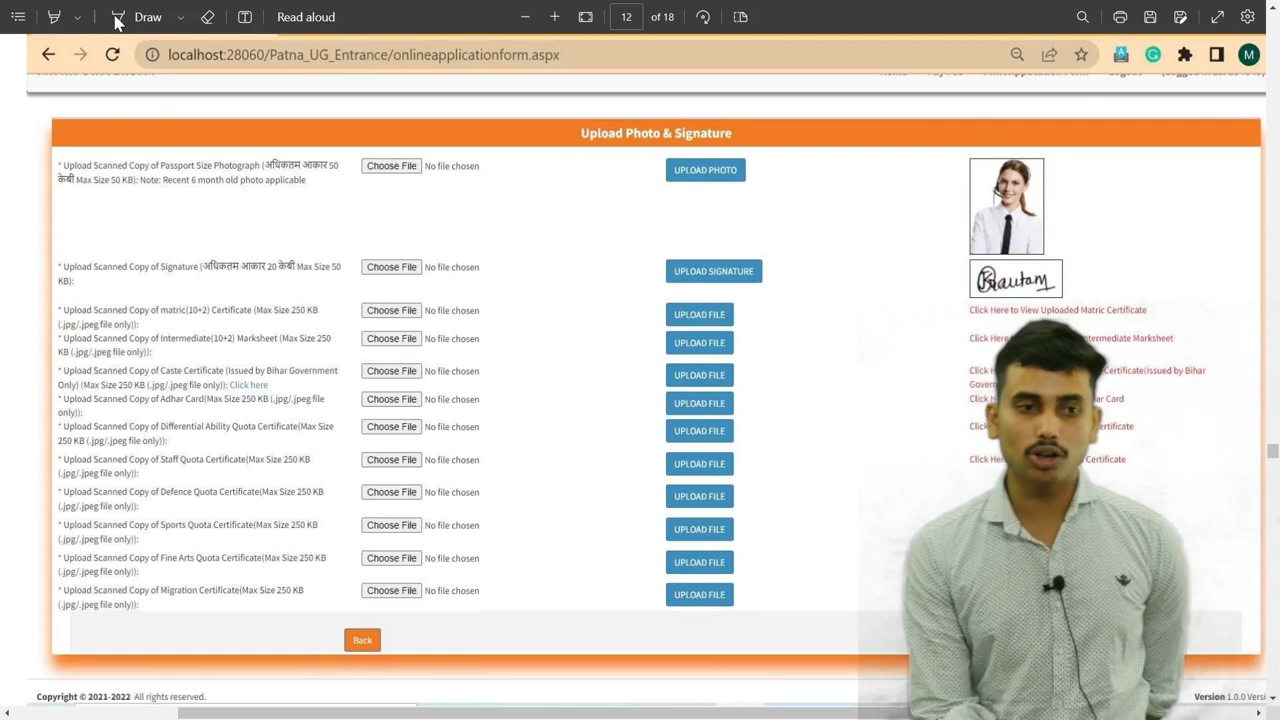 Draw
Read aloud
12 of 18
localhost:28060/Patna_UG_Entrance/onlineapplicationform.aspx
M
Upload Photo & Signature
* Upload Scanned Copy of Passport Size Photograph (अधिकतम आकार 50 Choose File No file chosen UPLOAD PHOTO
केबी Max Size 50 KB): Note: Recent 6 month old photo applicable
* Upload Scanned Copy of Signature (अधिकतम आकार 20 केबी Max Size 50 Choose File No file chosen UPLOAD SIGNATURE
KB):
* Upload Scanned Copy of matric(10+2) Certificate (Max Size 250 KB Choose File No file chosen UPLOAD FILE Click Here to View Uploaded Matric Certificate
(.jpg/.jpeg file only)):
* Upload Scanned Copy of Intermediate(10+2) Marksheet (Max Size 250 Choose File No file chosen UPLOAD FILE Click Here Intermediate Marksheet
KB (.jpg/.jpeg file only)):
* Upload Scanned Copy of Caste Certificate (Issued by Bihar Government Choose File No file chosen UPLOAD FILE Certificate(Issued by Bihar
Only) (Max Size 250 KB (.jpg/.jpeg file only)): Click here
* Upload Scanned Copy of Adhar Card(Max Size 250 KB (.jpg/.jpeg file Choose File No file chosen UPLOAD FILE Card
only)):
* Upload Scanned Copy of Differential Ability Quota Certificate(Max Size Choose File No file chosen UPLOAD FILE
250 KB (.jpg/.jpeg file only)):
* Upload Scanned Copy of Staff Quota Certificate(Max Size 250 KB Choose File No file chosen UPLOAD FILE Certificate
(.jpg/.jpeg file only)):
* Upload Scanned Copy of Defence Quota Certificate(Max Size 250 KB Choose File No file chosen UPLOAD FILE
(.jpg/.jpeg file only)):
* Upload Scanned Copy of Sports Quota Certificate(Max Size 250 KB Choose File No file chosen UPLOAD FILE
(.jpg/.jpeg file only)):
* Upload Scanned Copy of Fine Arts Quota Certificate(Max Size 250 KB Choose File No file chosen UPLOAD FILE
(.jpg/.jpeg file only)):
* Upload Scanned Copy of Migration Certificate(Max Size 250 KB Choose File No file chosen UPLOAD FILE
(.jpg/.jpeg file only)):
Back
Copyright © 2021-2022 All rights reserved. Version 1.0.0